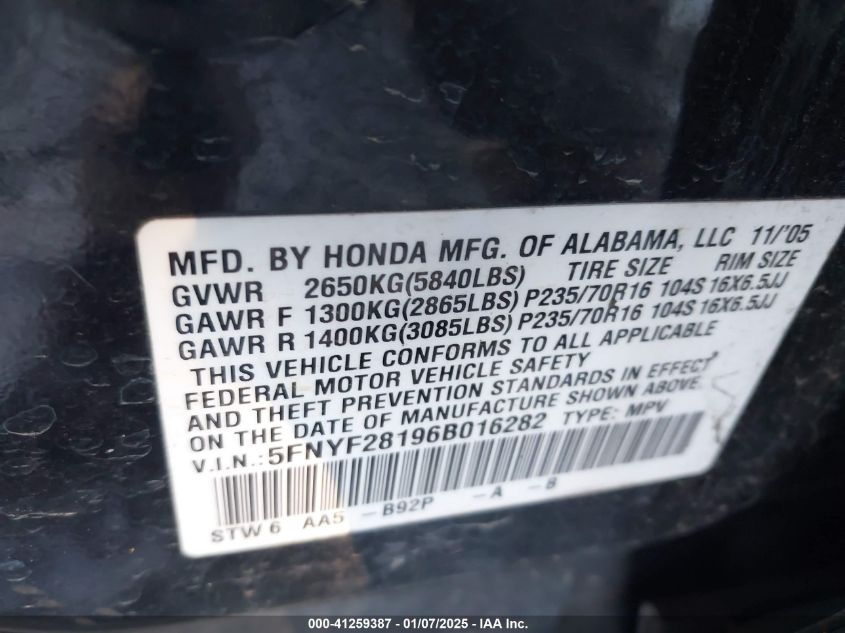 MFD. BY HONDA MFG. OF ALABAMA, LLC 11/'05
GVWR 2650KG(5840LBS) TIRE SIZE RIM SIZE
GAWR F 1300KG(2865LBS) P235/70R16 104S 16X6.5JJ
GAWR R 1400KG(3085LBS) P235/70R16 104S 16X6.5JJ
THIS VEHICLE CONFORMS TO ALL APPLICABLE
FEDERAL MOTOR VEHICLE SAFETY
AND THEFT PREVENTION STANDARDS IN EFFECT
ON THE DATE OF MANUFACTURE SHOWN ABOVE.
V.I.N.: 5FNYF28196B016282 TYPE: MPV
STW 6 AA5 -B92P -A -B
000-41259387 - 01/07/2025 - IAA Inc.